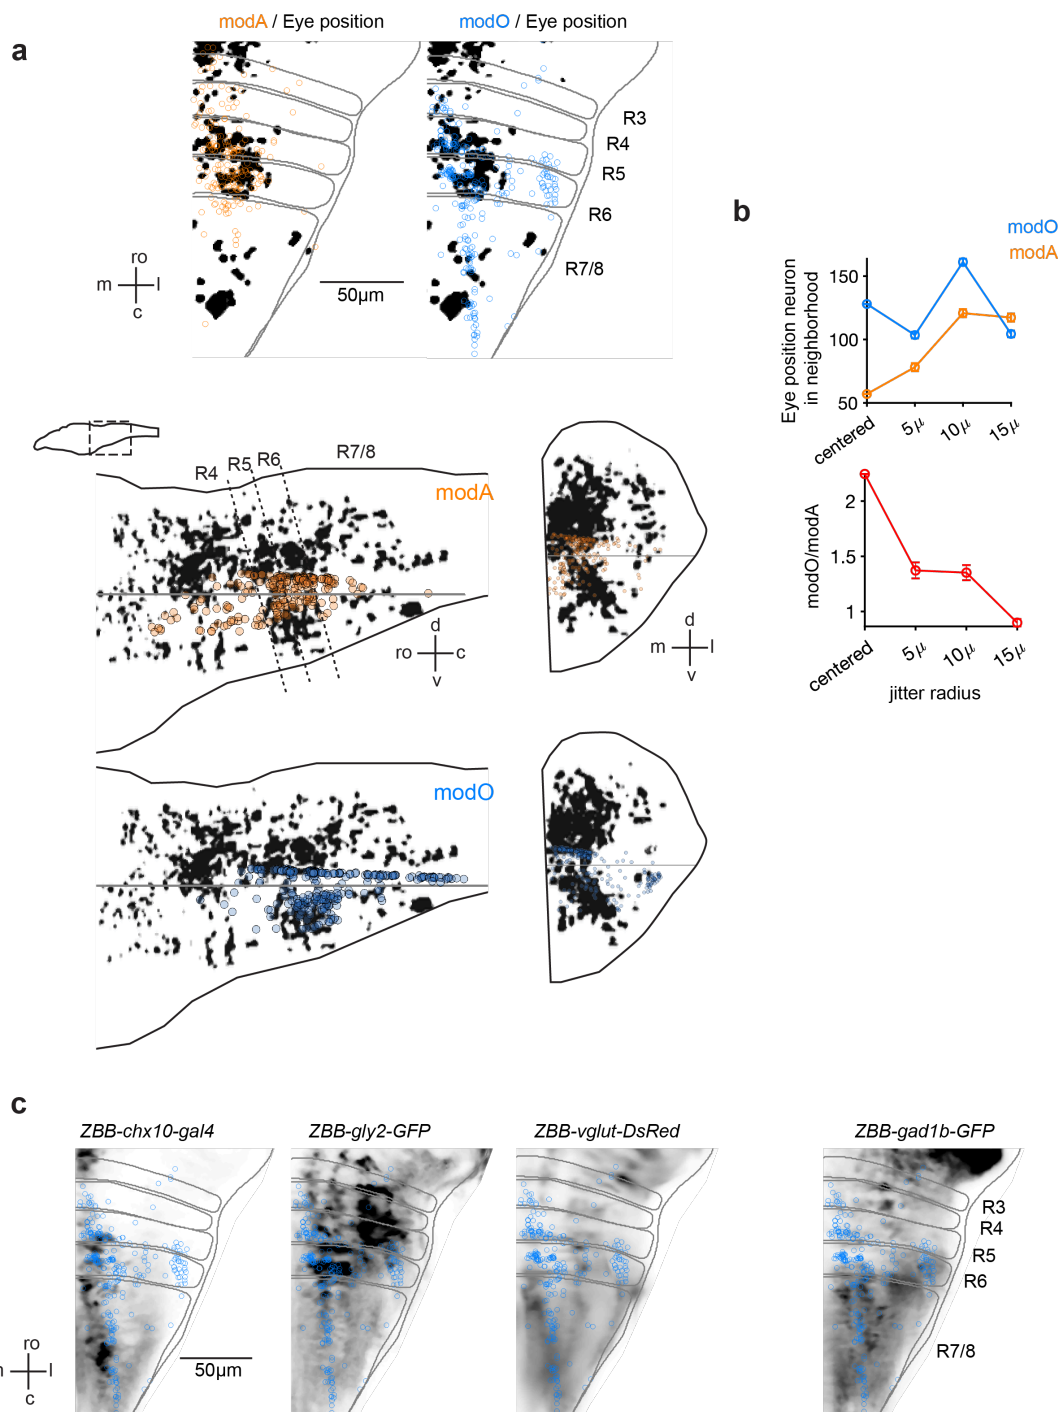 a
modA / Eye position
modO / Eye position
R3
R4
R5
R6
R7/8
ro
m l
c
50µm
b
modO
modA
Eye position neuron
in neighborhood
150
100
50
centered
5µ
10µ
15µ
modO/modA
2
1.5
1
centered
5µ
10µ
15µ
jitter radius
R4
R5
R6
R7/8
modA
d
ro c
v
d
m l
v
modO
c
ZBB-chx10-gal4
ZBB-gly2-GFP
ZBB-vglut-DsRed
ZBB-gad1b-GFP
R3
R4
R5
R6
R7/8
ro
l
c
50µm